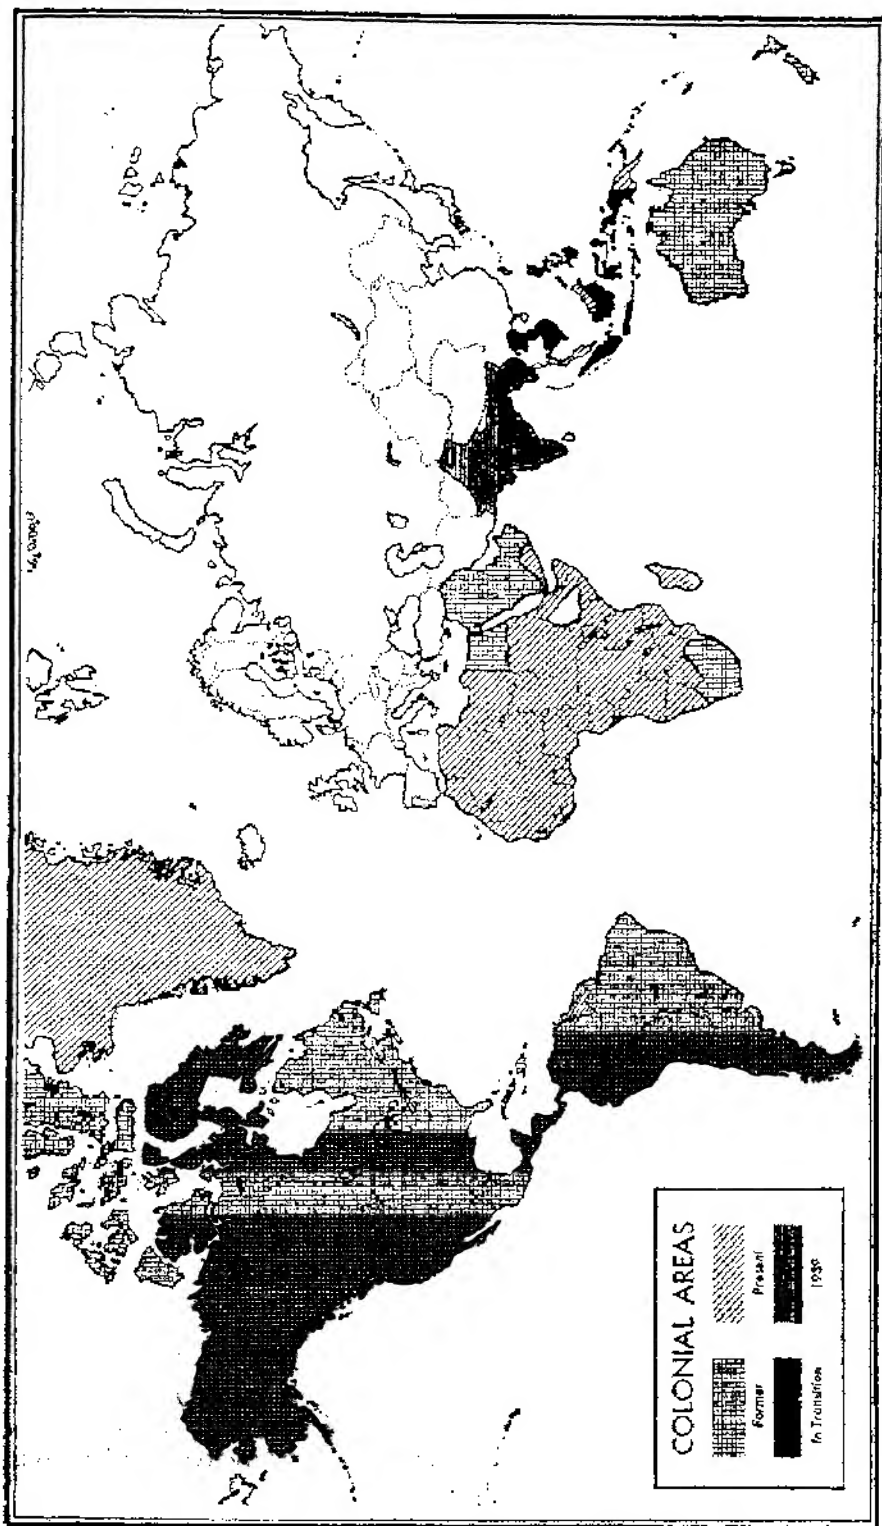 COLONIAL AREAS
Former
Present
In Transition
1939